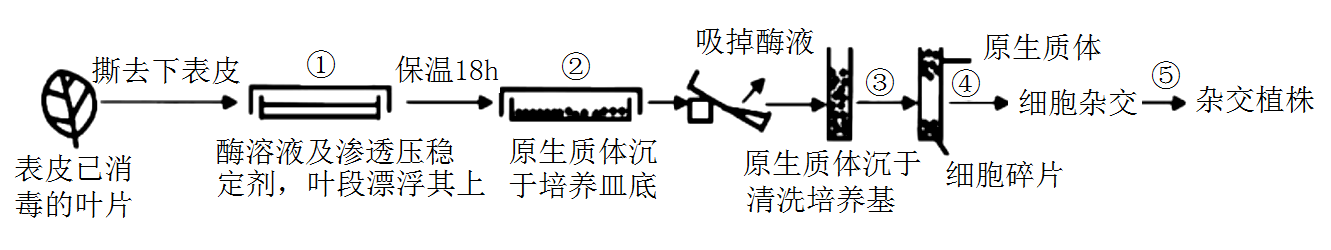 撕去下表皮
①
保温18h
②
吸掉酶液
③
原生质体
④
细胞杂交
⑤
杂交植株
表皮已消
毒的叶片
酶溶液及渗透压稳
定剂，叶段漂浮其上
原生质体沉
于培养皿底
原生质体沉于
清洗培养基
细胞碎片